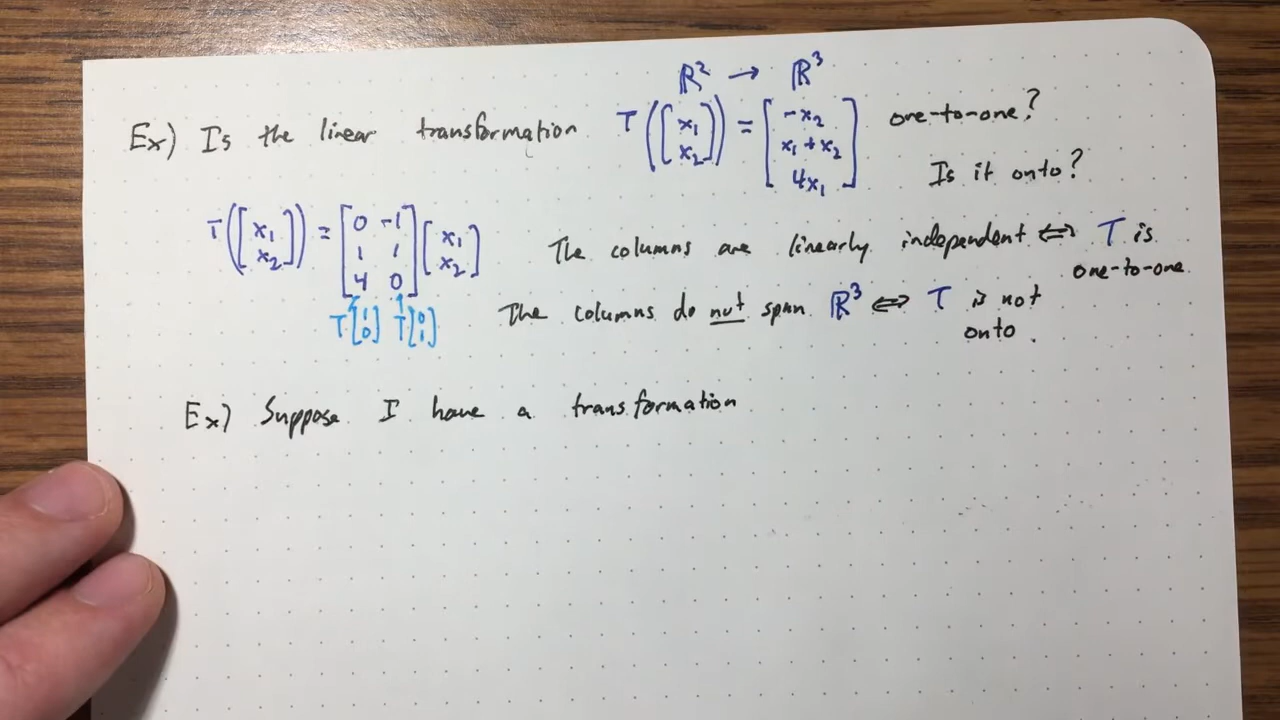 ℝ² → ℝ³
Ex) Is the linear transformation T([x₁ x₂]) = [-x₂ x₁+x₂ 4x₁] one-to-one?
Is it onto?
T([x₁ x₂]) = [0 -1 1 1 4 0] [x₁ x₂] The columns are linearly independent ⇔ T is
one-to-one.
T[1 0] T[0 1] The columns do not span ℝ³ ⇔ T is not
onto.
Ex) Suppose I have a transformation